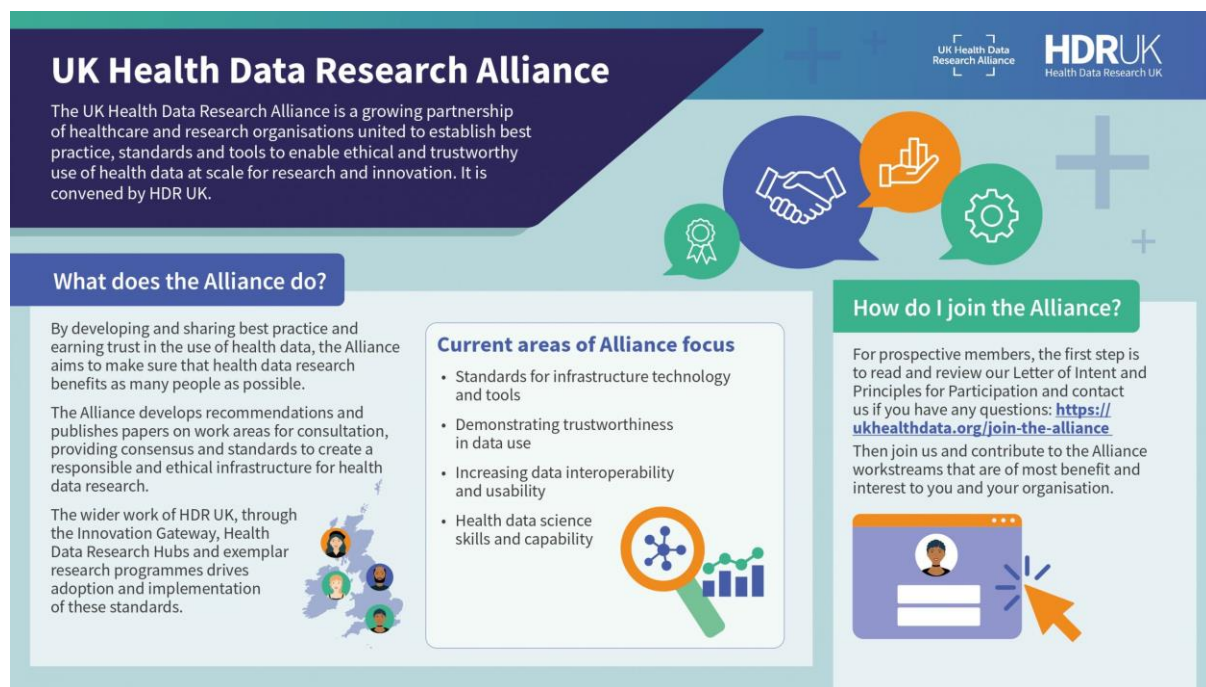 UK Health Data Research Alliance
The UK Health Data Research Alliance is a growing partnership
of healthcare and research organisations united to establish best
practice, standards and tools to enable ethical and trustworthy
use of health data at scale for research and innovation. It is
convened by HDR UK.
UK Health Data
Research Alliance
HDRUK
Health Data Research UK
What does the Alliance do?
By developing and sharing best practice and
earning trust in the use of health data, the Alliance
aims to make sure that health data research
benefits as many people as possible.
The Alliance develops recommendations and
publishes papers on work areas for consultation,
providing consensus and standards to create a
responsible and ethical infrastructure for health
data research.
The wider work of HDR UK, through
the Innovation Gateway, Health
Data Research Hubs and exemplar
research programmes drives
adoption and implementation
of these standards.
Current areas of Alliance focus
• Standards for infrastructure technology
and tools
• Demonstrating trustworthiness
in data use
• Increasing data interoperability
and usability
• Health data science
skills and capability
How do I join the Alliance?
For prospective members, the first step is
to read and review our Letter of Intent and
Principles for Participation and contact
us if you have any questions: https://
ukhealthdata.org/join-the-alliance
Then join us and contribute to the Alliance
workstreams that are of most benefit and
interest to you and your organisation.